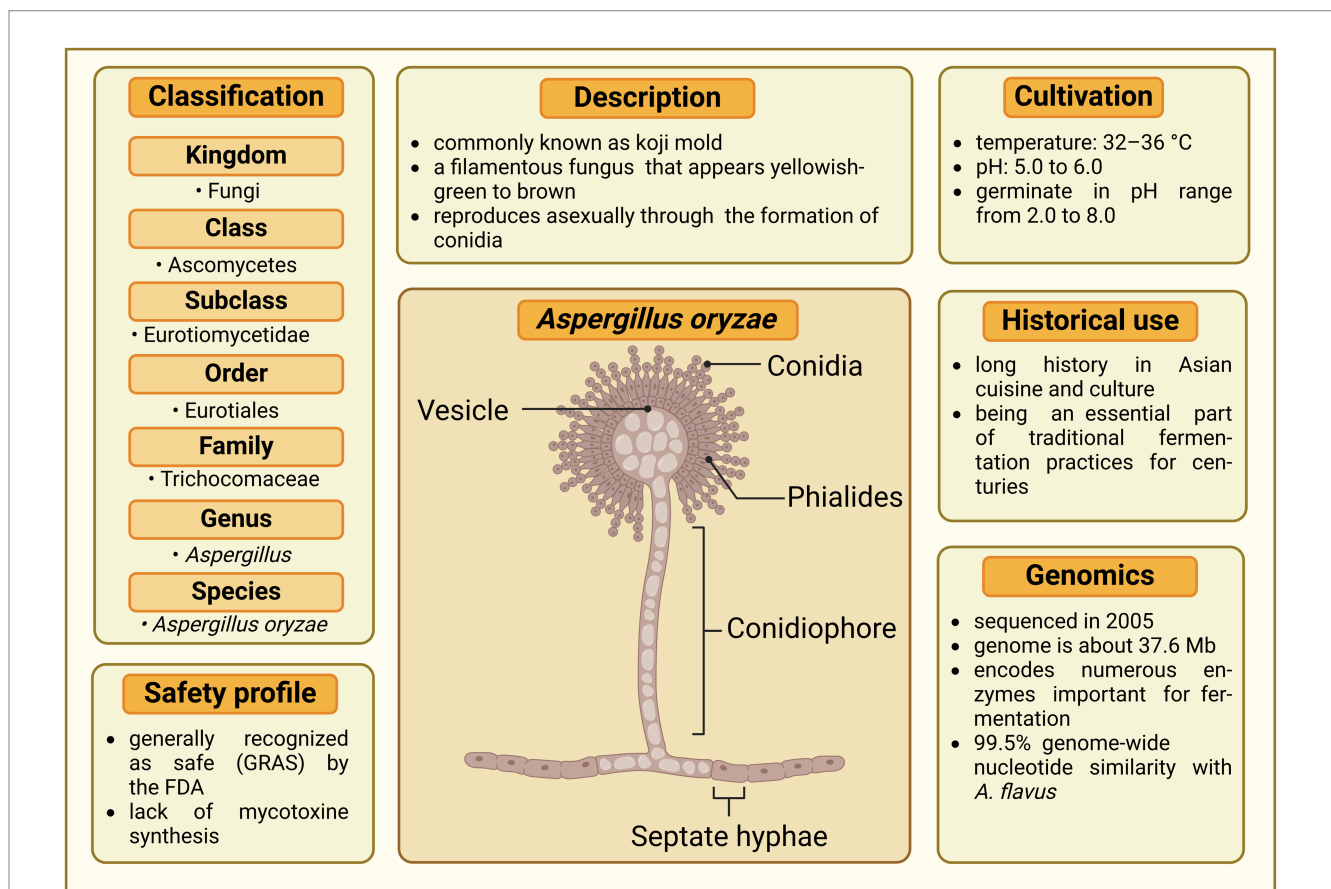 Classification
Kingdom
• Fungi
Class
• Ascomycetes
Subclass
• Eurotiomycetidae
Order
• Eurotiales
Family
• Trichocomaceae
Genus
• Aspergillus
Species
• Aspergillus oryzae
Safety profile
• generally recognized
as safe (GRAS) by
the FDA
• lack of mycotoxine
synthesis
Description
• commonly known as koji mold
• a filamentous fungus that appears yellowish-
green to brown
• reproduces asexually through the formation of
conidia
Aspergillus oryzae
Conidia
Vesicle
Phialides
Conidiophore
Septate hyphae
Cultivation
• temperature: 32–36 °C
• pH: 5.0 to 6.0
• germinate in pH range
from 2.0 to 8.0
Historical use
• long history in Asian
cuisine and culture
• being an essential part
of traditional fermen-
tation practices for cen-
turies
Genomics
• sequenced in 2005
• genome is about 37.6 Mb
• encodes numerous en-
zymes important for fer-
mentation
• 99.5% genome-wide
nucleotide similarity with
A. flavus